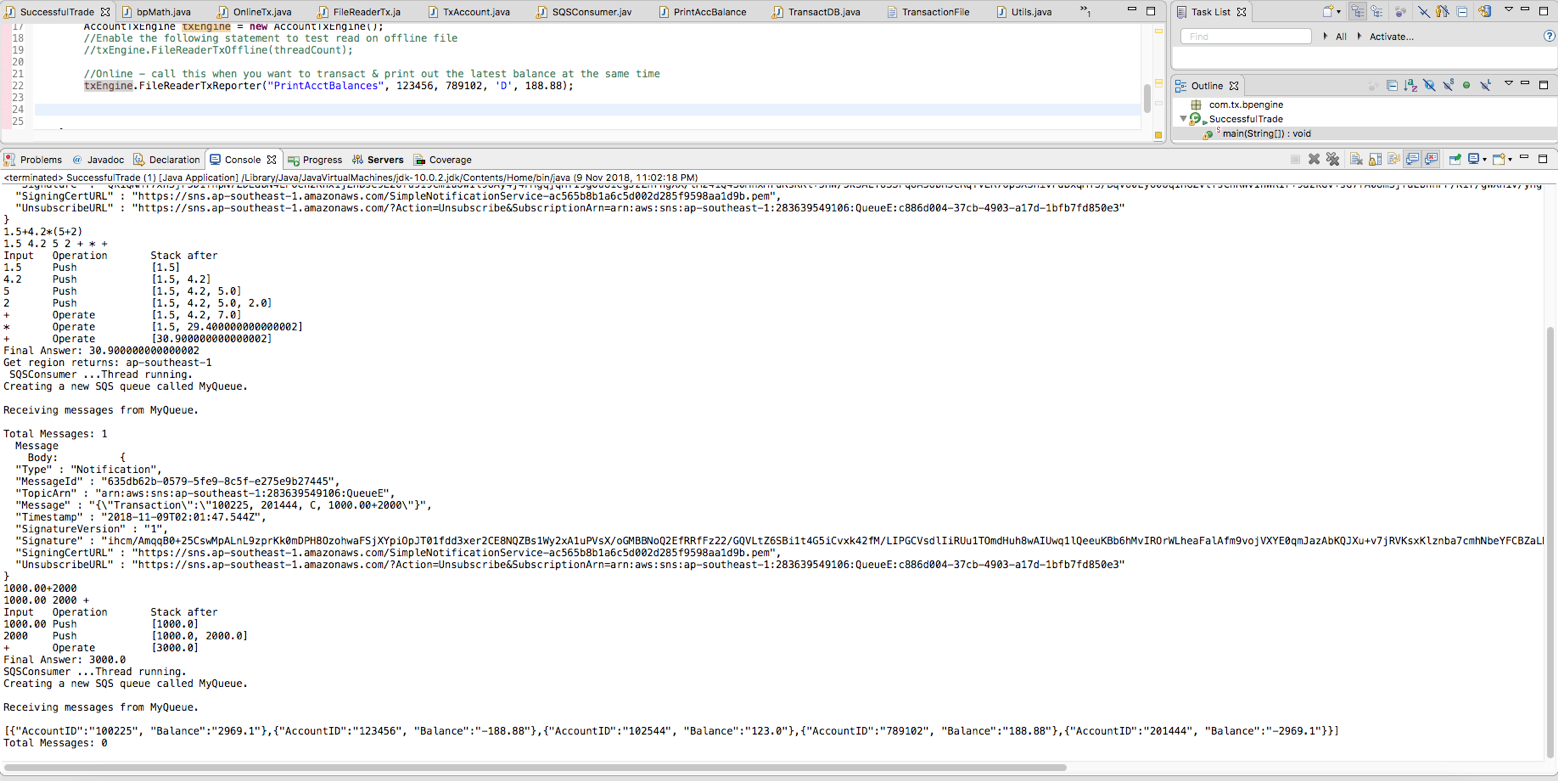 SuccessfulTrade
bpMath.java
OnlineTx.java
FileReaderTx.ja
TxAccount.java
SQSConsumer.jav
PrintAccBalance
TransactDB.java
TransactionFile
Utils.java
»1
Task List
Find
All
Activate...
17 AccountTxEngine txEngine = new AccountTxEngine();
18 //Enable the following statement to test read on offline file
19 //txEngine.FileReaderTxOffline(threadCount);
20
21 //Online - call this when you want to transact & print out the latest balance at the same time
22 txEngine.FileReaderTxReporter("PrintAcctBalances", 123456, 789102, 'D', 188.88);
23
24
25
Outline
com.tx.bpengine
SuccessfulTrade
main(String[]) : void
Problems
Javadoc
Declaration
Console
Progress
Servers
Coverage
<terminated> SuccessfulTrade (1) [Java Application] /Library/Java/JavaVirtualMachines/jdk-10.0.2.jdk/Contents/Home/bin/java (9 Nov 2018, 11:02:18 PM)
"SigningCertURL" : "https://sns.ap-southeast-1.amazonaws.com/SimpleNotificationService-ac565b8b1a6c5d002d285f9598aa1d9b.pem",
"UnsubscribeURL" : "https://sns.ap-southeast-1.amazonaws.com/?Action=Unsubscribe&SubscriptionArn=arn:aws:sns:ap-southeast-1:283639549106:QueueE:c886d004-37cb-4903-a17d-1bfb7fd850e3"
}
1.5+4.2*(5+2)
1.5 4.2 5 2 + * +
Input Operation Stack after
1.5 Push [1.5]
4.2 Push [1.5, 4.2]
5 Push [1.5, 4.2, 5.0]
2 Push [1.5, 4.2, 5.0, 2.0]
+ Operate [1.5, 4.2, 7.0]
* Operate [1.5, 29.400000000000002]
+ Operate [30.900000000000002]
Final Answer: 30.900000000000002
Get region returns: ap-southeast-1
SQSConsumer ...Thread running.
Creating a new SQS queue called MyQueue.
Receiving messages from MyQueue.
Total Messages: 1
Message
Body: {
"Type" : "Notification",
"MessageId" : "635db62b-0579-5fe9-8c5f-e275e9b27445",
"TopicArn" : "arn:aws:sns:ap-southeast-1:283639549106:QueueE",
"Message" : "{\"Transaction\":\"100225, 201444, C, 1000.00+2000\"}",
"Timestamp" : "2018-11-09T02:01:47.544Z",
"SignatureVersion" : "1",
"Signature" :
"SigningCertURL" : "https://sns.ap-southeast-1.amazonaws.com/SimpleNotificationService-ac565b8b1a6c5d002d285f9598aa1d9b.pem",
"UnsubscribeURL" : "https://sns.ap-southeast-1.amazonaws.com/?Action=Unsubscribe&SubscriptionArn=arn:aws:sns:ap-southeast-1:283639549106:QueueE:c886d004-37cb-4903-a17d-1bfb7fd850e3"
}
1000.00+2000
1000.00 2000 +
Input Operation Stack after
1000.00 Push [1000.0]
2000 Push [1000.0, 2000.0]
+ Operate [3000.0]
Final Answer: 3000.0
SQSConsumer ...Thread running.
Creating a new SQS queue called MyQueue.
Receiving messages from MyQueue.
[{"AccountID":"100225", "Balance":"2969.1"},{"AccountID":"123456", "Balance":"-188.88"},{"AccountID":"102544", "Balance":"123.0"},{"AccountID":"789102", "Balance":"188.88"},{"AccountID":"201444", "Balance":"-2969.1"}}]
Total Messages: 0